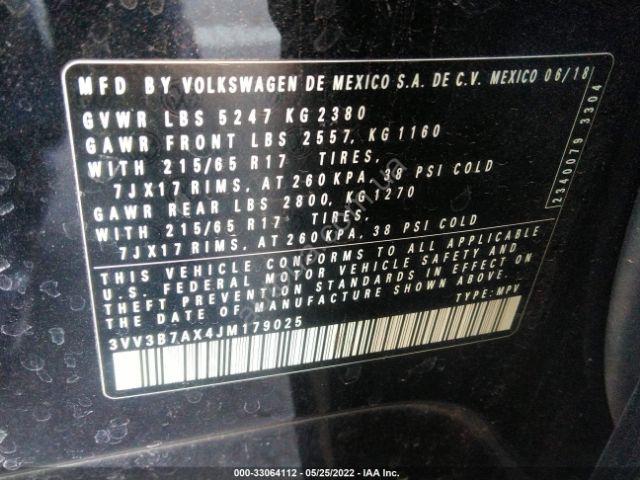 MFD BY VOLKSWAGEN DE MEXICO S.A. DE C.V. MEXICO 06/18
GVWR LBS 5247 KG 2380
GAWR FRONT LBS 2557, KG 1160
WITH 215/65 R17 TIRES,
7JX17 RIMS, AT 260KPA, 38 PSI COLD
GAWR REAR LBS 2800, KG 1270
WITH 215/65 R17 TIRES,
7JX17 RIMS, AT 260KPA, 38 PSI COLD
THIS VEHICLE CONFORMS TO ALL APPLICABLE
U.S. FEDERAL MOTOR VEHICLE SAFETY AND
THEFT PREVENTION STANDARDS IN EFFECT ON
THE DATE OF MANUFACTURE SHOWN ABOVE.
3VV3B7AX4JM179025 TYPE: MPV
2340079 3304
000-33064112 - 05/25/2022 - IAA Inc.